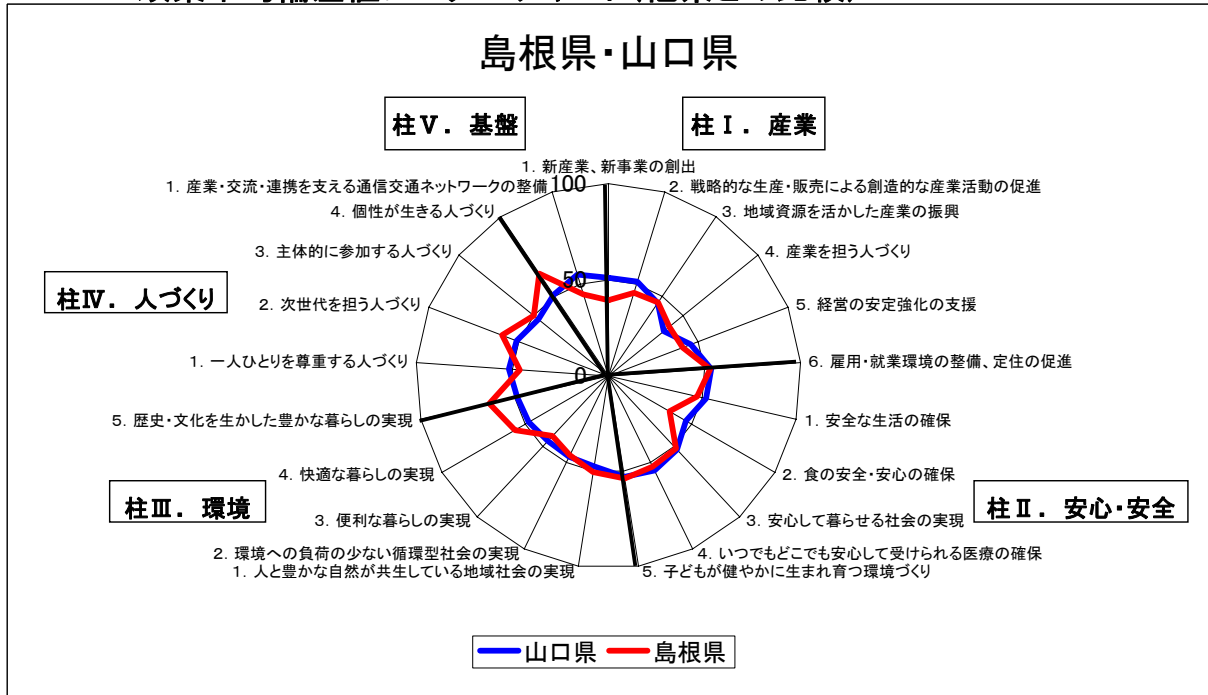 島根県・山口県
柱Ⅴ．基盤
柱Ⅰ．産業
1. 新産業、新事業の創出
1. 産業・交流・連携を支える通信交通ネットワークの整備
100
2. 戦略的な生産・販売による創造的な産業活動の促進
4. 個性が生きる人づくり
3. 地域資源を活かした産業の振興
3. 主体的に参加する人づくり
4. 産業を担う人づくり
柱Ⅳ．人づくり
2. 次世代を担う人づくり
50
5. 経営の安定強化の支援
1. 一人ひとりを尊重する人づくり
6. 雇用・就業環境の整備、定住の促進
0
5. 歴史・文化を生かした豊かな暮らしの実現
1. 安全な生活の確保
4. 快適な暮らしの実現
2. 食の安全・安心の確保
柱Ⅲ．環境
柱Ⅱ．安心・安全
3. 便利な暮らしの実現
3. 安心して暮らせる社会の実現
2. 環境への負荷の少ない循環型社会の実現
4. いつでもどこでも安心して受けられる医療の確保
1. 人と豊かな自然が共生している地域社会の実現
5. 子どもが健やかに生まれ育つ環境づくり
山口県
島根県